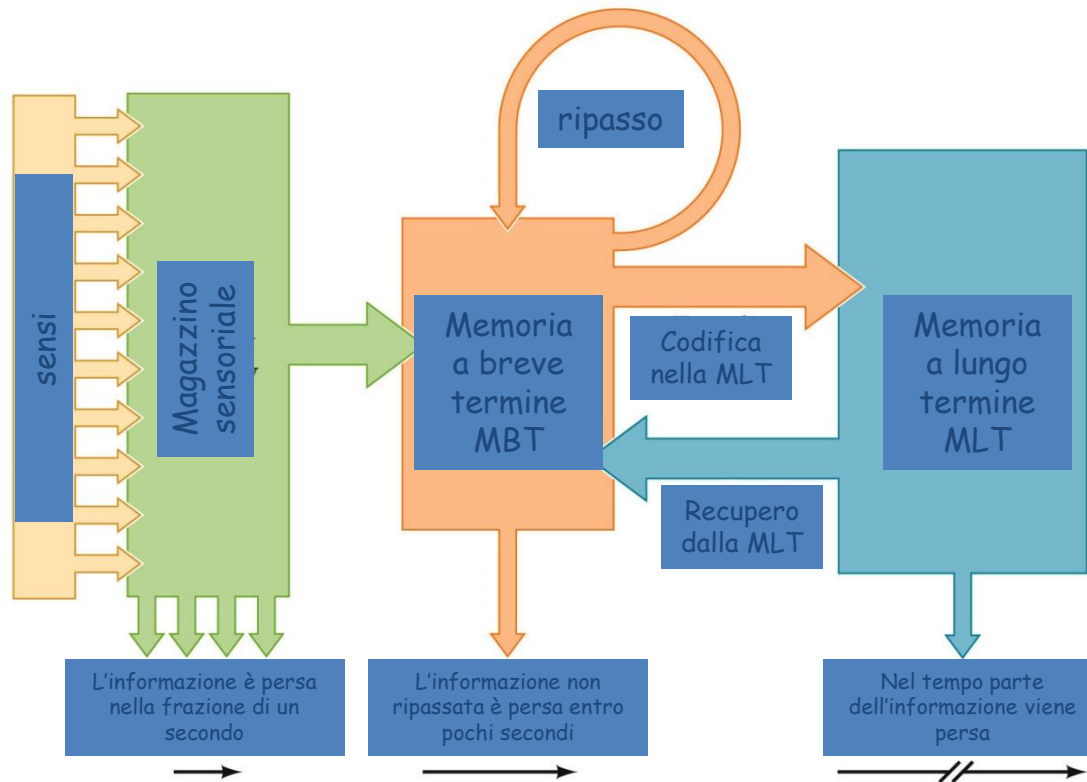 ripasso
sensi
Magazzino
sensoriale
Memoria
a breve
termine
MBT
Codifica
nella MLT
Recupero
dalla MLT
Memoria
a lungo
termine
MLT
L'informazione è persa
nella frazione di un
secondo
L'informazione non
ripassata è persa entro
pochi secondi
Nel tempo parte
dell'informazione viene
persa